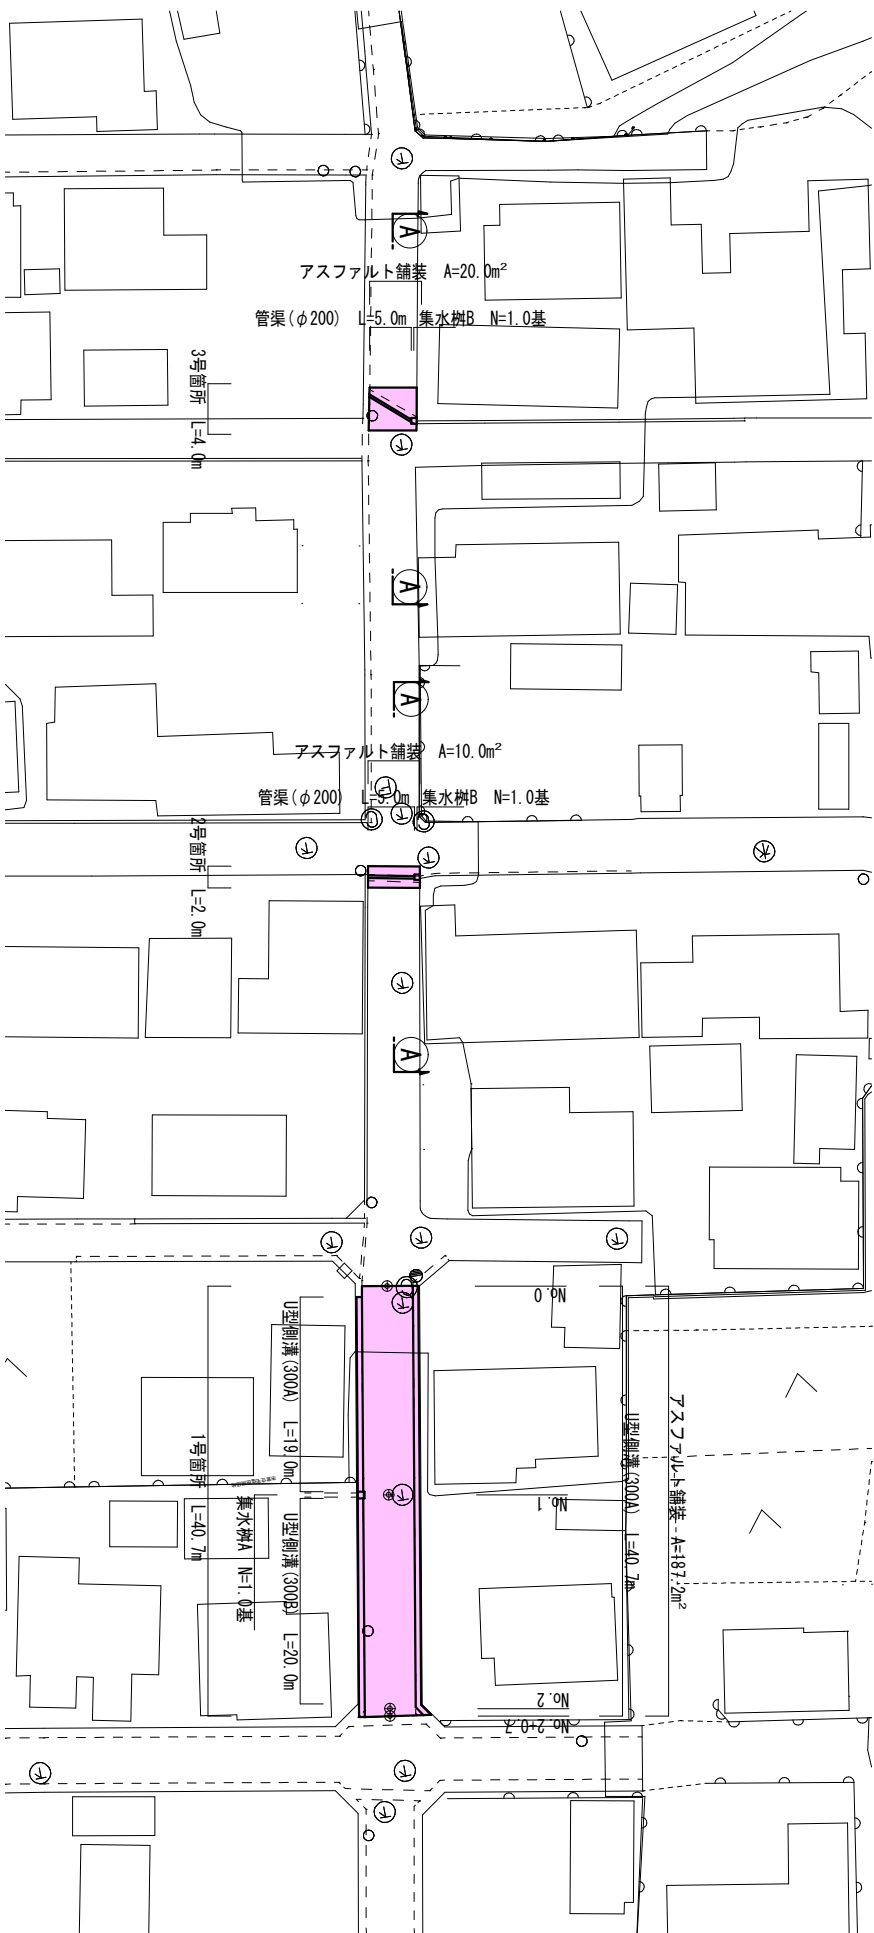 A
アスファルト舗装 A=20.0m²
管渠(φ200) L=5.0m 集水桝B N=1.0基
3号箇所 L=4.0m
A
A
アスファルト舗装 A=10.0m²
管渠(φ200) L=5.0m 集水桝B N=1.0基
2号箇所 L=2.0m
A
No.0
U型側溝(300A) L=19.0m
アスファルト舗装 A=187.2m²
U型側溝(300A) L=40.7m
1号箇所 L=40.7m
No.1
集水桝A N=1.0基
U型側溝(300B) L=20.0m
No.2
No.2+0.7